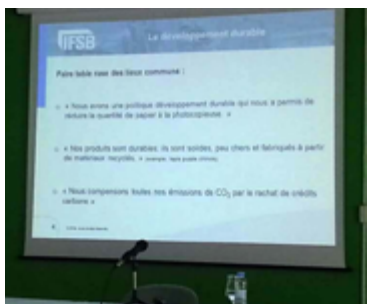 IFSB
Le développement durable
Faire table rase des lieux communs :
« Nous avons une politique développement durable qui nous a permis de
réduire la quantité de papier à la photocopieuse. »
« Nos produits sont durables, ils sont solides, peu chers et fabriqués à partir
de matériaux recyclés. »
« Nous compensons toutes nos émissions de CO2 par le rachat de crédits
carbone »